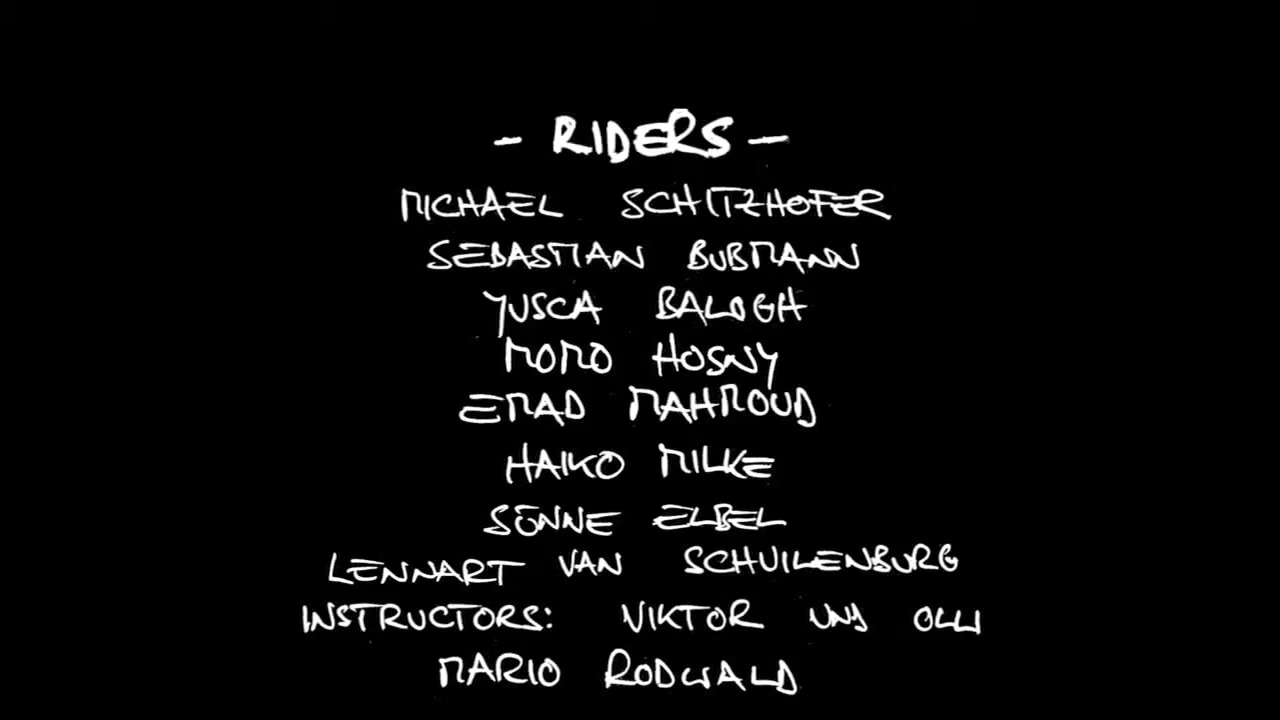 - RIDERS -
MICHAEL SCHITZHOFER
SEBASTIAN BUBMANN
YUSCA BALOGH
MOMO HOSNY
EMAD MAHMOUD
HAIKO MILKE
SÖNNE ELBEL
LENNART VAN SCHUILENBURG
INSTRUCTORS: VIKTOR UND OLLI
MARIO RODWALD